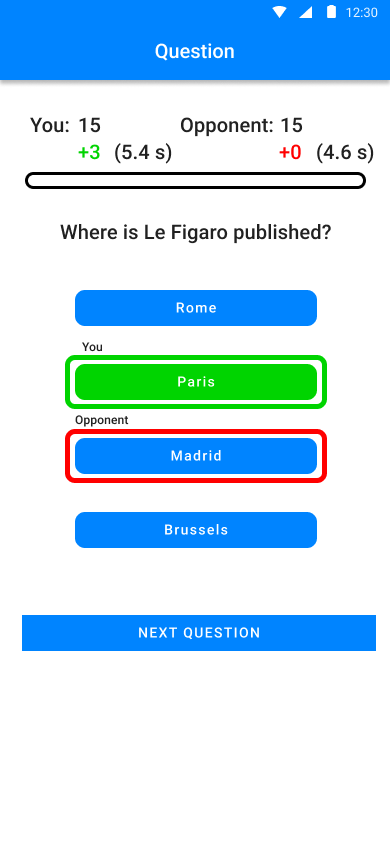 12:30
Question
You: 15 Opponent: 15
+3 (5.4 s) +0 (4.6 s)
Where is Le Figaro published?
Rome
You
Paris
Opponent
Madrid
Brussels
NEXT QUESTION